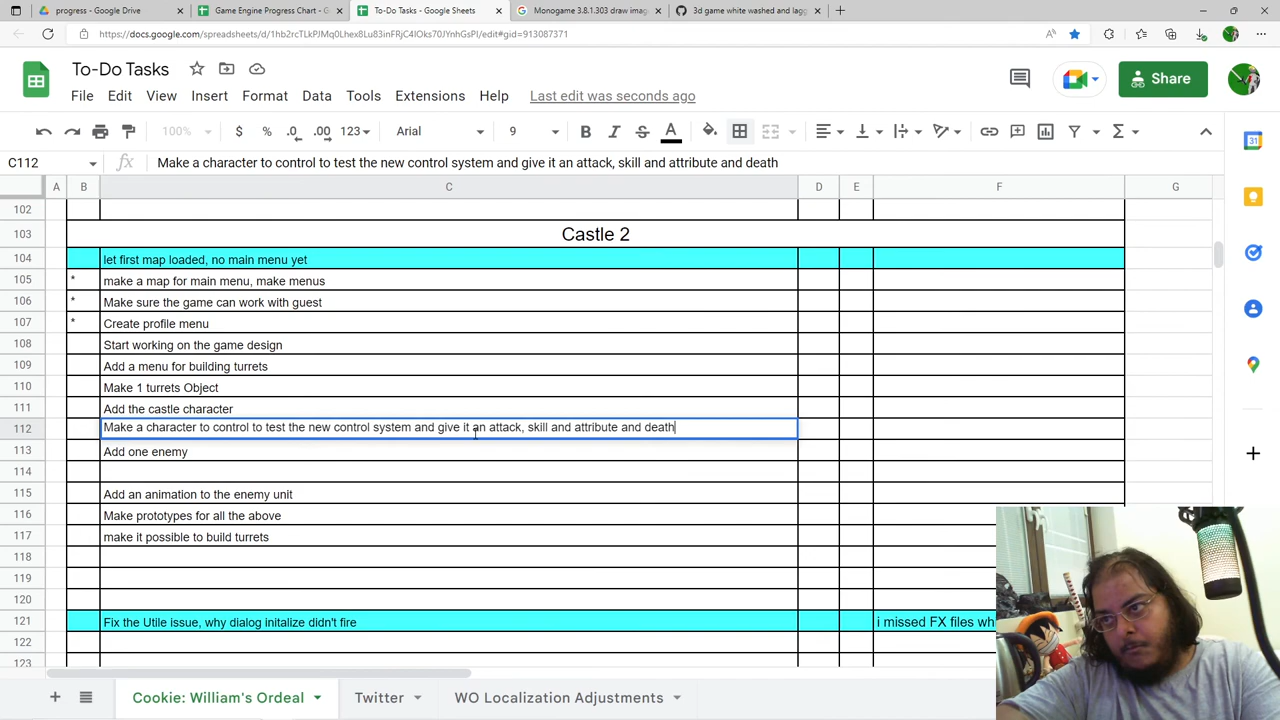 progress - Google Drive
Game Engine Progress Chart - G
To-Do Tasks - Google Sheets
Monogame 3.8.1.303 draw imag
3d game white washed and lagg
https://docs.google.com/spreadsheets/d/1hb2rcTLkPJMq0Lhex8Lu83inFRjC4IOks70JYnhGsPI/edit#gid=913087371
To-Do Tasks
Share
File Edit View Insert Format Data Tools Extensions Help Last edit was seconds ago
100% $ % .0 .00 123 Arial 9 B I S A
C112 fx Make a character to control to test the new control system and give it an attack, skill and attribute and death
A B C D E F G
102
103 Castle 2
104 let first map loaded, no main menu yet
105 * make a map for main menu, make menus
106 * Make sure the game can work with guest
107 * Create profile menu
108 Start working on the game design
109 Add a menu for building turrets
110 Make 1 turrets Object
111 Add the castle character
112 Make a character to control to test the new control system and give it an attack, skill and attribute and death
113 Add one enemy
114
115 Add an animation to the enemy unit
116 Make prototypes for all the above
117 make it possible to build turrets
118
119
120
121 Fix the Utile issue, why dialog initalize didn't fire i missed FX files wh
122
123
Cookie: William's Ordeal Twitter WO Localization Adjustments